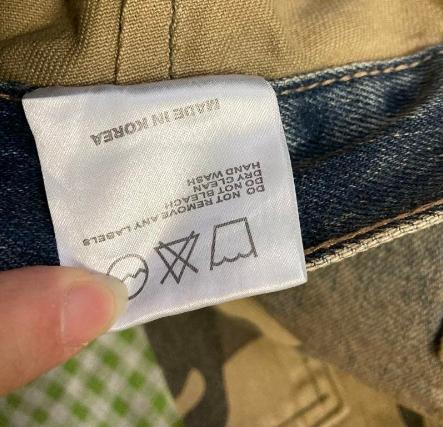 DO NOT REMOVE ANY LABELS
DO NOT BLEACH
DRY CLEAN
HAND WASH
MADE IN KOREA